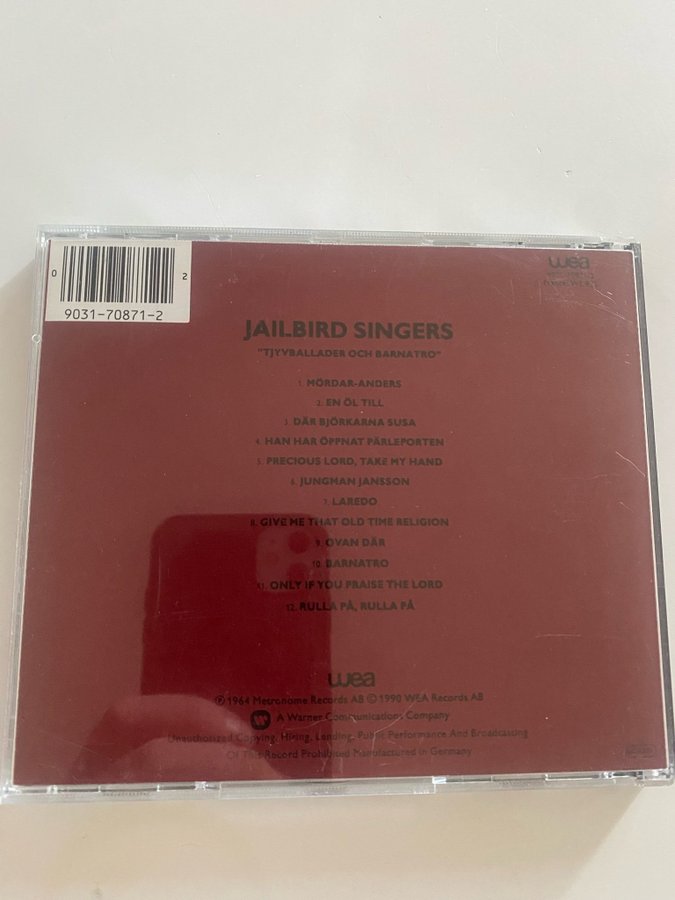 0
2
9031-70871-2
wea
JAILBIRD SINGERS
"TJYVBALLADER OCH BARNATRO"
1. MÖRDAR-ANDERS
2. EN ÖL TILL
3. DÄR BJÖRKARNA SUSA
4. HAN HAR ÖPPNAT PÄRLEPORTEN
5. PRECIOUS LORD, TAKE MY HAND
6. JUNGMAN JANSSON
7. LAREDO
8. GIVE ME THAT OLD TIME RELIGION
9. OVAN DÄR
10. BARNATRO
11. ONLY IF YOU PRAISE THE LORD
12. RULLA PÅ, RULLA PÅ
wea
℗ 1964 Metronome Records AB © 1990 WEA Records AB
A Warner Communications Company
Unauthorized Copying, Hiring, Lending, Public Performance And Broadcasting
Of This Record Prohibited Manufactured in Germany